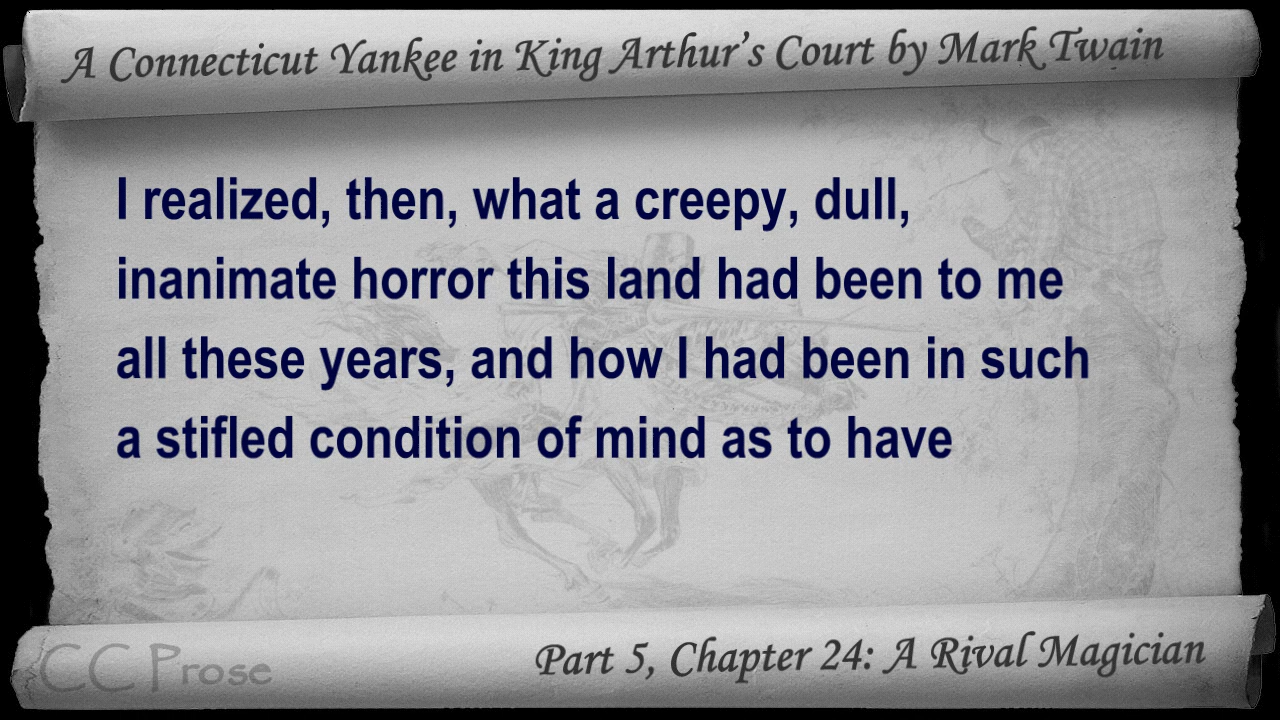 A Connecticut Yankee in King Arthur's Court by Mark Twain
I realized, then, what a creepy, dull,
inanimate horror this land had been to me
all these years, and how I had been in such
a stifled condition of mind as to have
CC Prose
Part 5, Chapter 24: A Rival Magician